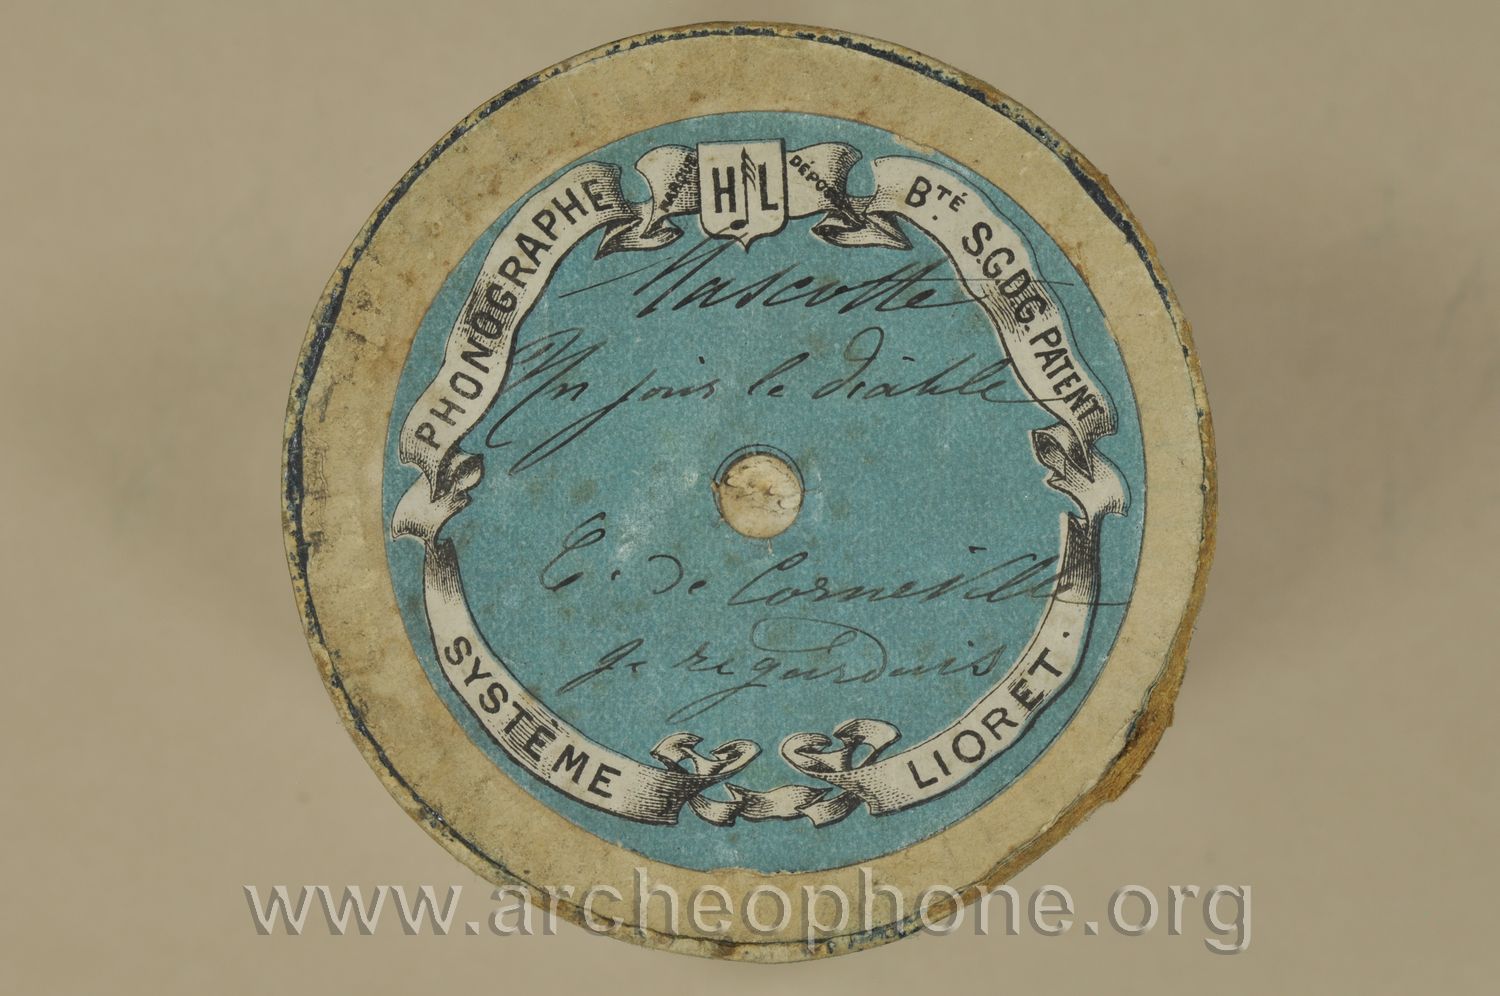 MARQUE HL DÉPOSÉE
PHONOGRAPHE
BTÉ S.G.D.G. PATENT
Mascotte
Un jour le diable
C. de Corneville
Je regardais
SYSTÈME LIORET.
www.archeophone.org